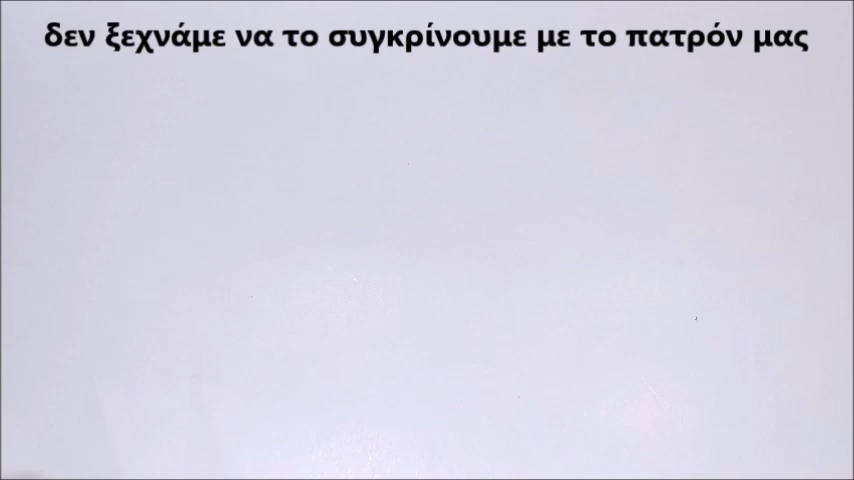 δεν ξεχνάμε να το συγκρίνουμε με το πατρόν μας